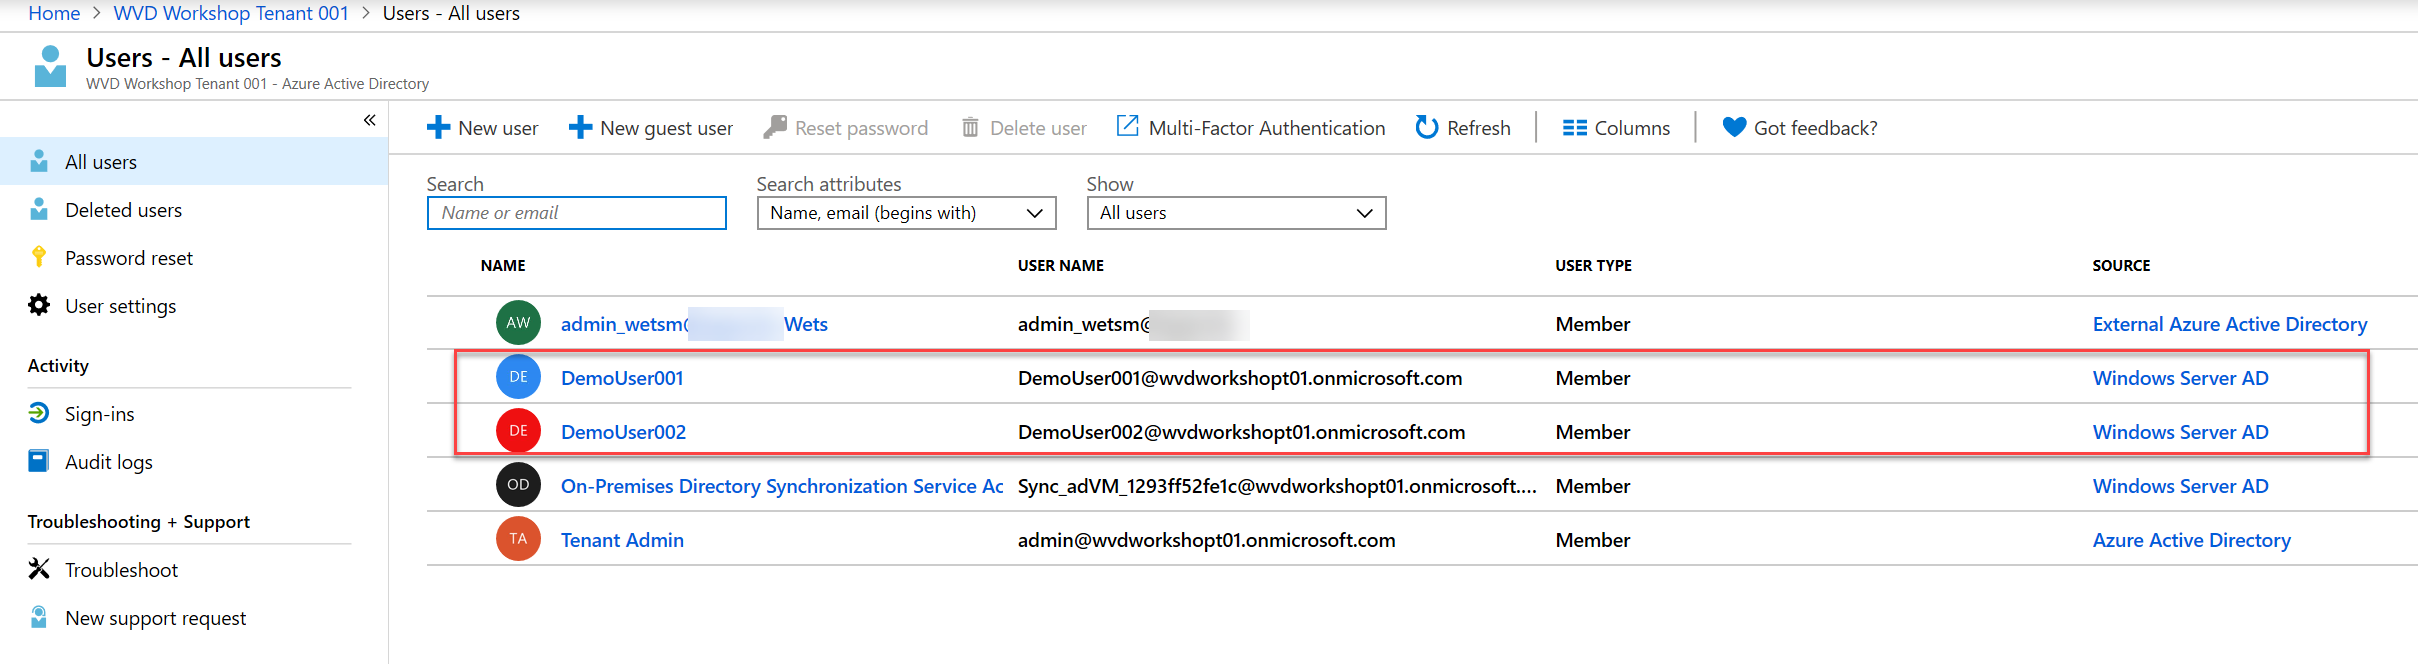 Home > WVD Workshop Tenant 001 > Users - All users
Users - All users
WVD Workshop Tenant 001 - Azure Active Directory
«
All users
Deleted users
Password reset
User settings
Activity
Sign-ins
Audit logs
Troubleshooting + Support
Troubleshoot
New support request
New user New guest user Reset password Delete user Multi-Factor Authentication Refresh Columns Got feedback?
Search Search attributes Show
Name or email Name, email (begins with) All users
NAME USER NAME USER TYPE SOURCE
AW admin_wetsm@ Wets admin_wetsm@ Member External Azure Active Directory
DE DemoUser001 DemoUser001@wvdworkshopt01.onmicrosoft.com Member Windows Server AD
DE DemoUser002 DemoUser002@wvdworkshopt01.onmicrosoft.com Member Windows Server AD
OD On-Premises Directory Synchronization Service Ac Sync_adVM_1293ff52fe1c@wvdworkshopt01.onmicrosoft.... Member Windows Server AD
TA Tenant Admin admin@wvdworkshopt01.onmicrosoft.com Member Azure Active Directory